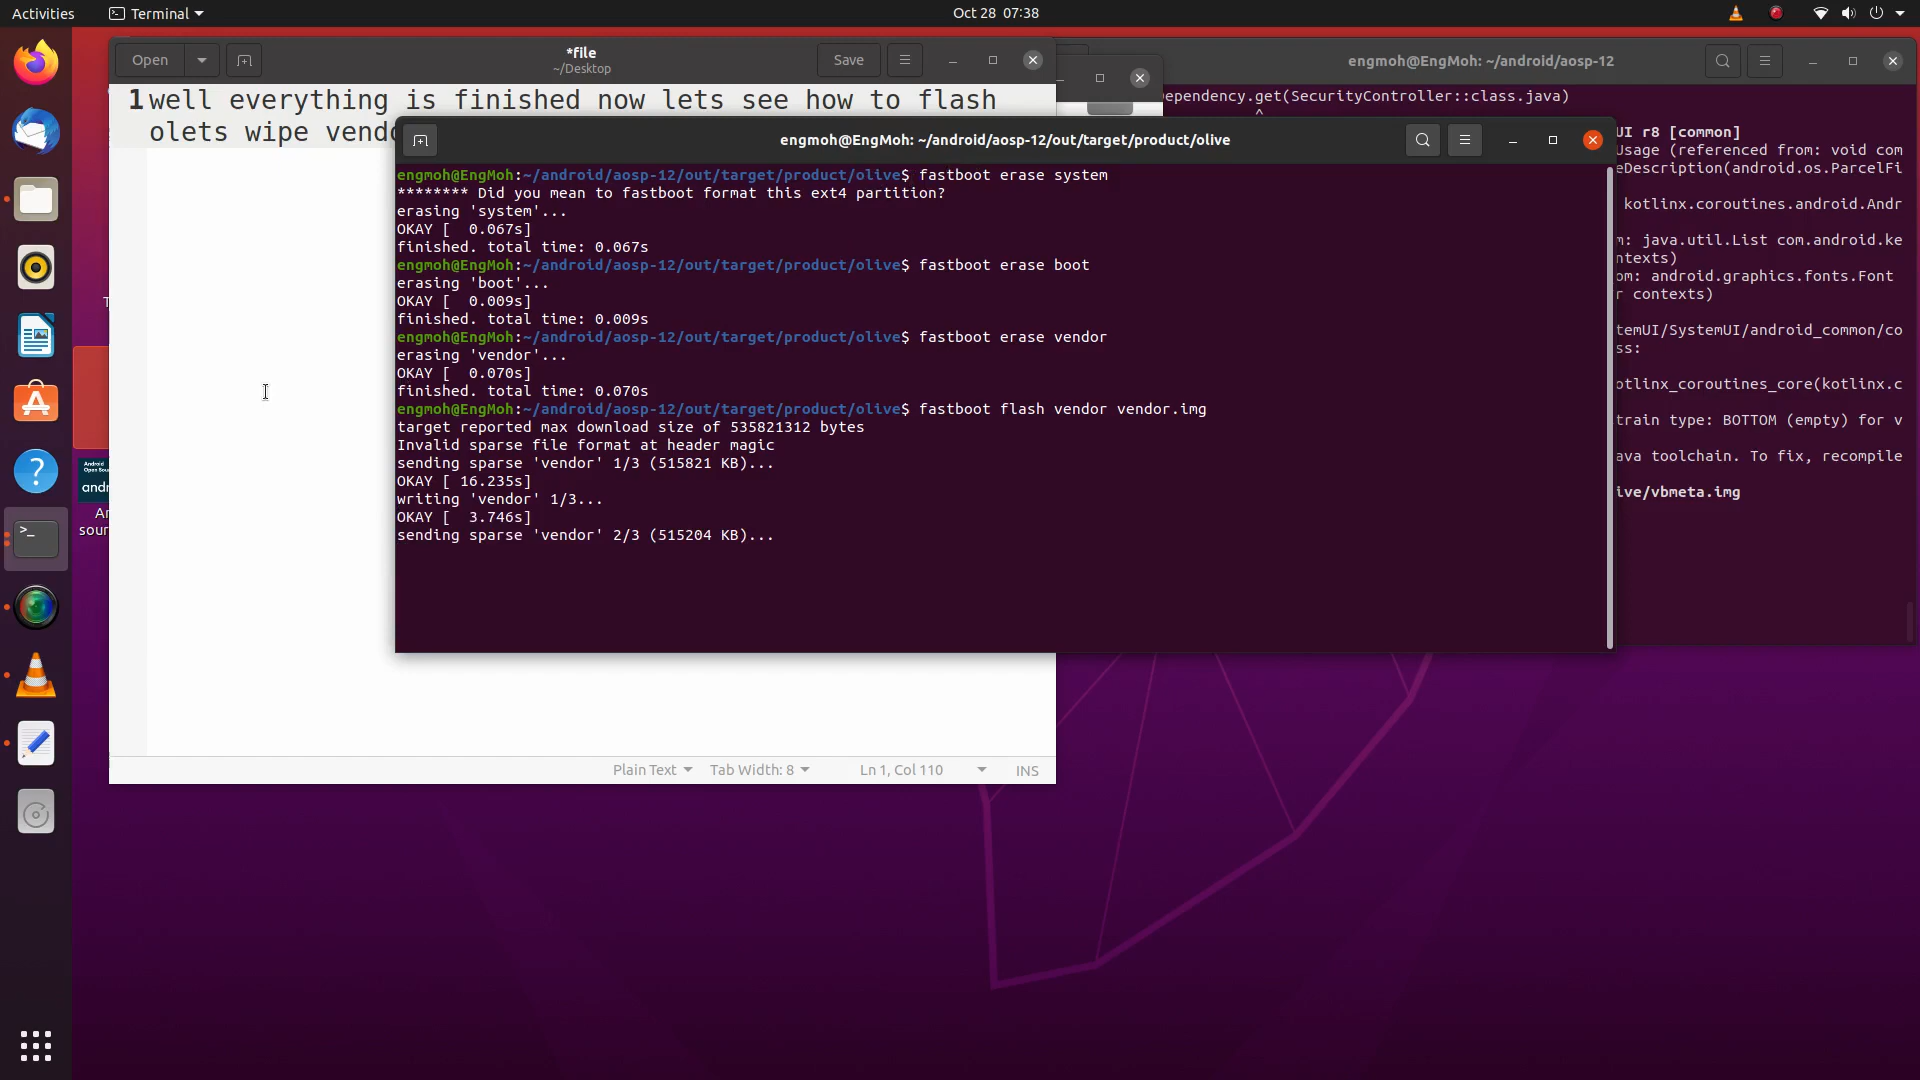 Activities
Terminal
Oct 28 07:38
Open
*file
~/Desktop
Save
1 well everything is finished now lets see how to flash
olets wipe
engmoh@EngMoh: ~/android/aosp-12
ependency.get(SecurityController::class.java)
^
UI r8 [common]
Usage (referenced from: void com
eDescription(android.os.ParcelFi
kotlinx.coroutines.android.Andr
m: java.util.List com.android.ke
ntexts)
om: android.graphics.fonts.Font
r contexts)
temUI/SystemUI/android_common/co
ss:
otlinx_coroutines_core(kotlinx.c
train type: BOTTOM (empty) for v
ava toolchain. To fix, recompile
ive/vbmeta.img
engmoh@EngMoh: ~/android/aosp-12/out/target/product/olive
engmoh@EngMoh:~/android/aosp-12/out/target/product/olive$ fastboot erase system
******** Did you mean to fastboot format this ext4 partition?
erasing 'system'...
OKAY [  0.067s]
finished. total time: 0.067s
engmoh@EngMoh:~/android/aosp-12/out/target/product/olive$ fastboot erase boot
erasing 'boot'...
OKAY [  0.009s]
finished. total time: 0.009s
engmoh@EngMoh:~/android/aosp-12/out/target/product/olive$ fastboot erase vendor
erasing 'vendor'...
OKAY [  0.070s]
finished. total time: 0.070s
engmoh@EngMoh:~/android/aosp-12/out/target/product/olive$ fastboot flash vendor vendor.img
target reported max download size of 535821312 bytes
Invalid sparse file format at header magic
sending sparse 'vendor' 1/3 (515821 KB)...
OKAY [ 16.235s]
writing 'vendor' 1/3...
OKAY [  3.746s]
sending sparse 'vendor' 2/3 (515204 KB)...
Android
Open Sou
andr
An
sour
Plain Text
Tab Width: 8
Ln 1, Col 110
INS